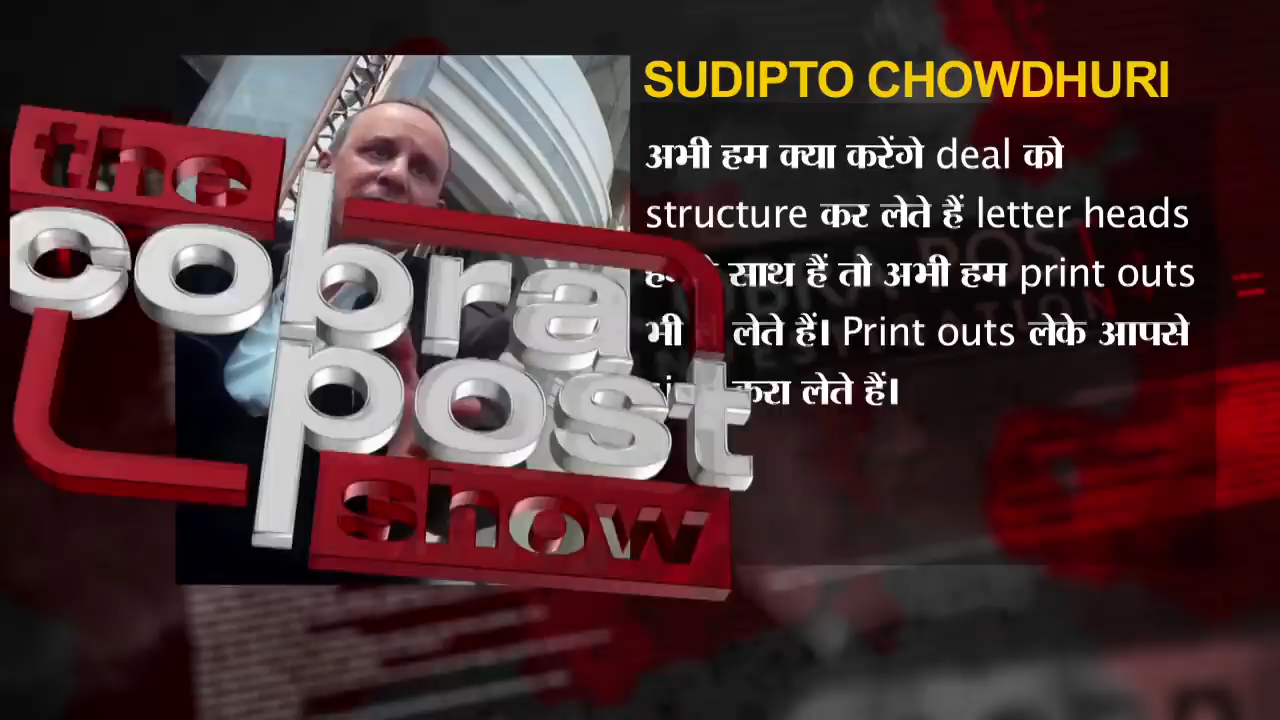 the
cobra
post
show
SUDIPTO CHOWDHURI
अभी हम क्या करेंगे deal को
structure कर लेते हैं letter heads
साथ हैं तो अभी हम print outs
भी लेते हैं। Print outs लेके आपसे
करा लेते हैं।